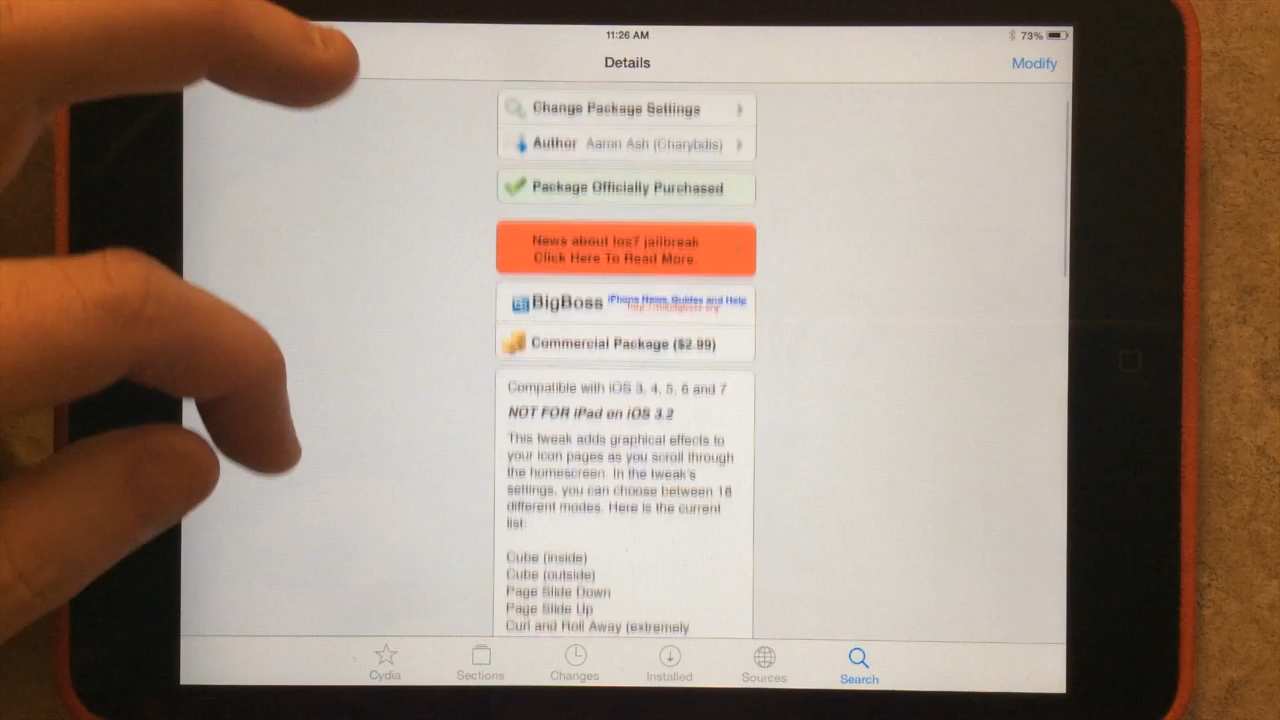 11:26 AM
73%
Details
Modify
Change Package Settings
Author Aaron Ash (Charybdis)
Package Officially Purchased
News about Ios7 jailbreak
Click Here To Read More.
BigBoss iPhone News, Guides and Help
http://thebigboss.org
Commercial Package ($2.99)
Compatible with iOS 3, 4, 5, 6 and 7
NOT FOR iPad on iOS 3.2
This tweak adds graphical effects to
your icon pages as you scroll through
the homescreen. In the tweak's
settings, you can choose between 18
different modes. Here is the current
list:
Cube (inside)
Cube (outside)
Page Slide Down
Page Slide Up
Curl and Roll Away (extremely
Cydia
Sections
Changes
Installed
Sources
Search